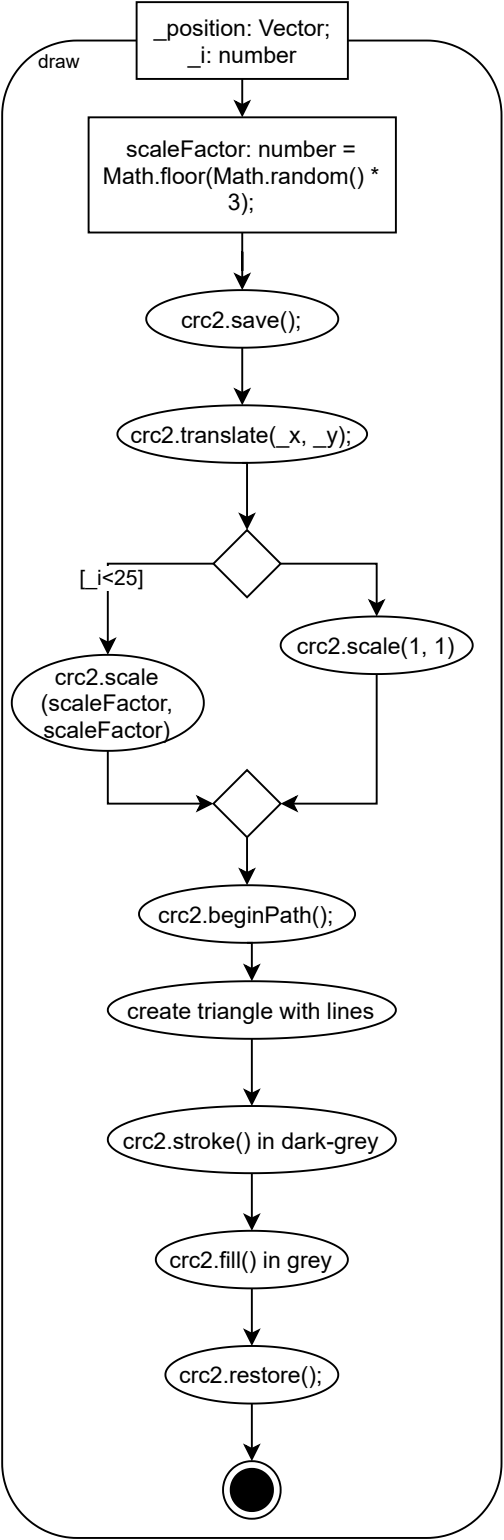 _position: Vector;
_i: number
draw
scaleFactor: number =
Math.floor(Math.random() *
3);
crc2.save();
crc2.translate(_x, _y);
[_i<25]
crc2.scale(1, 1)
crc2.scale
(scaleFactor,
scaleFactor)
crc2.beginPath();
create triangle with lines
crc2.stroke() in dark-grey
crc2.fill() in grey
crc2.restore();